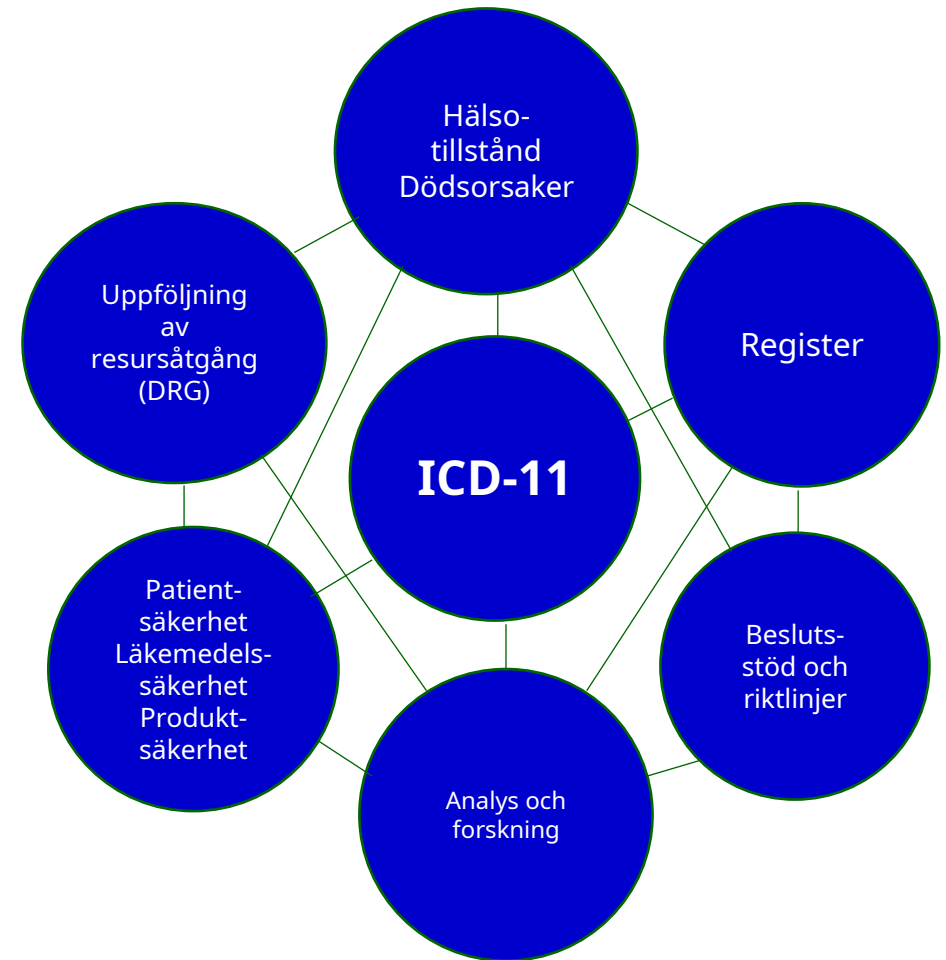 Hälso-
tillstånd
Dödsorsaker
Uppföljning
av
resursåtgång
(DRG)
Register
ICD-11
Patient-
säkerhet
Läkemedels-
säkerhet
Produkt-
säkerhet
Besluts-
stöd och
riktlinjer
Analys och
forskning